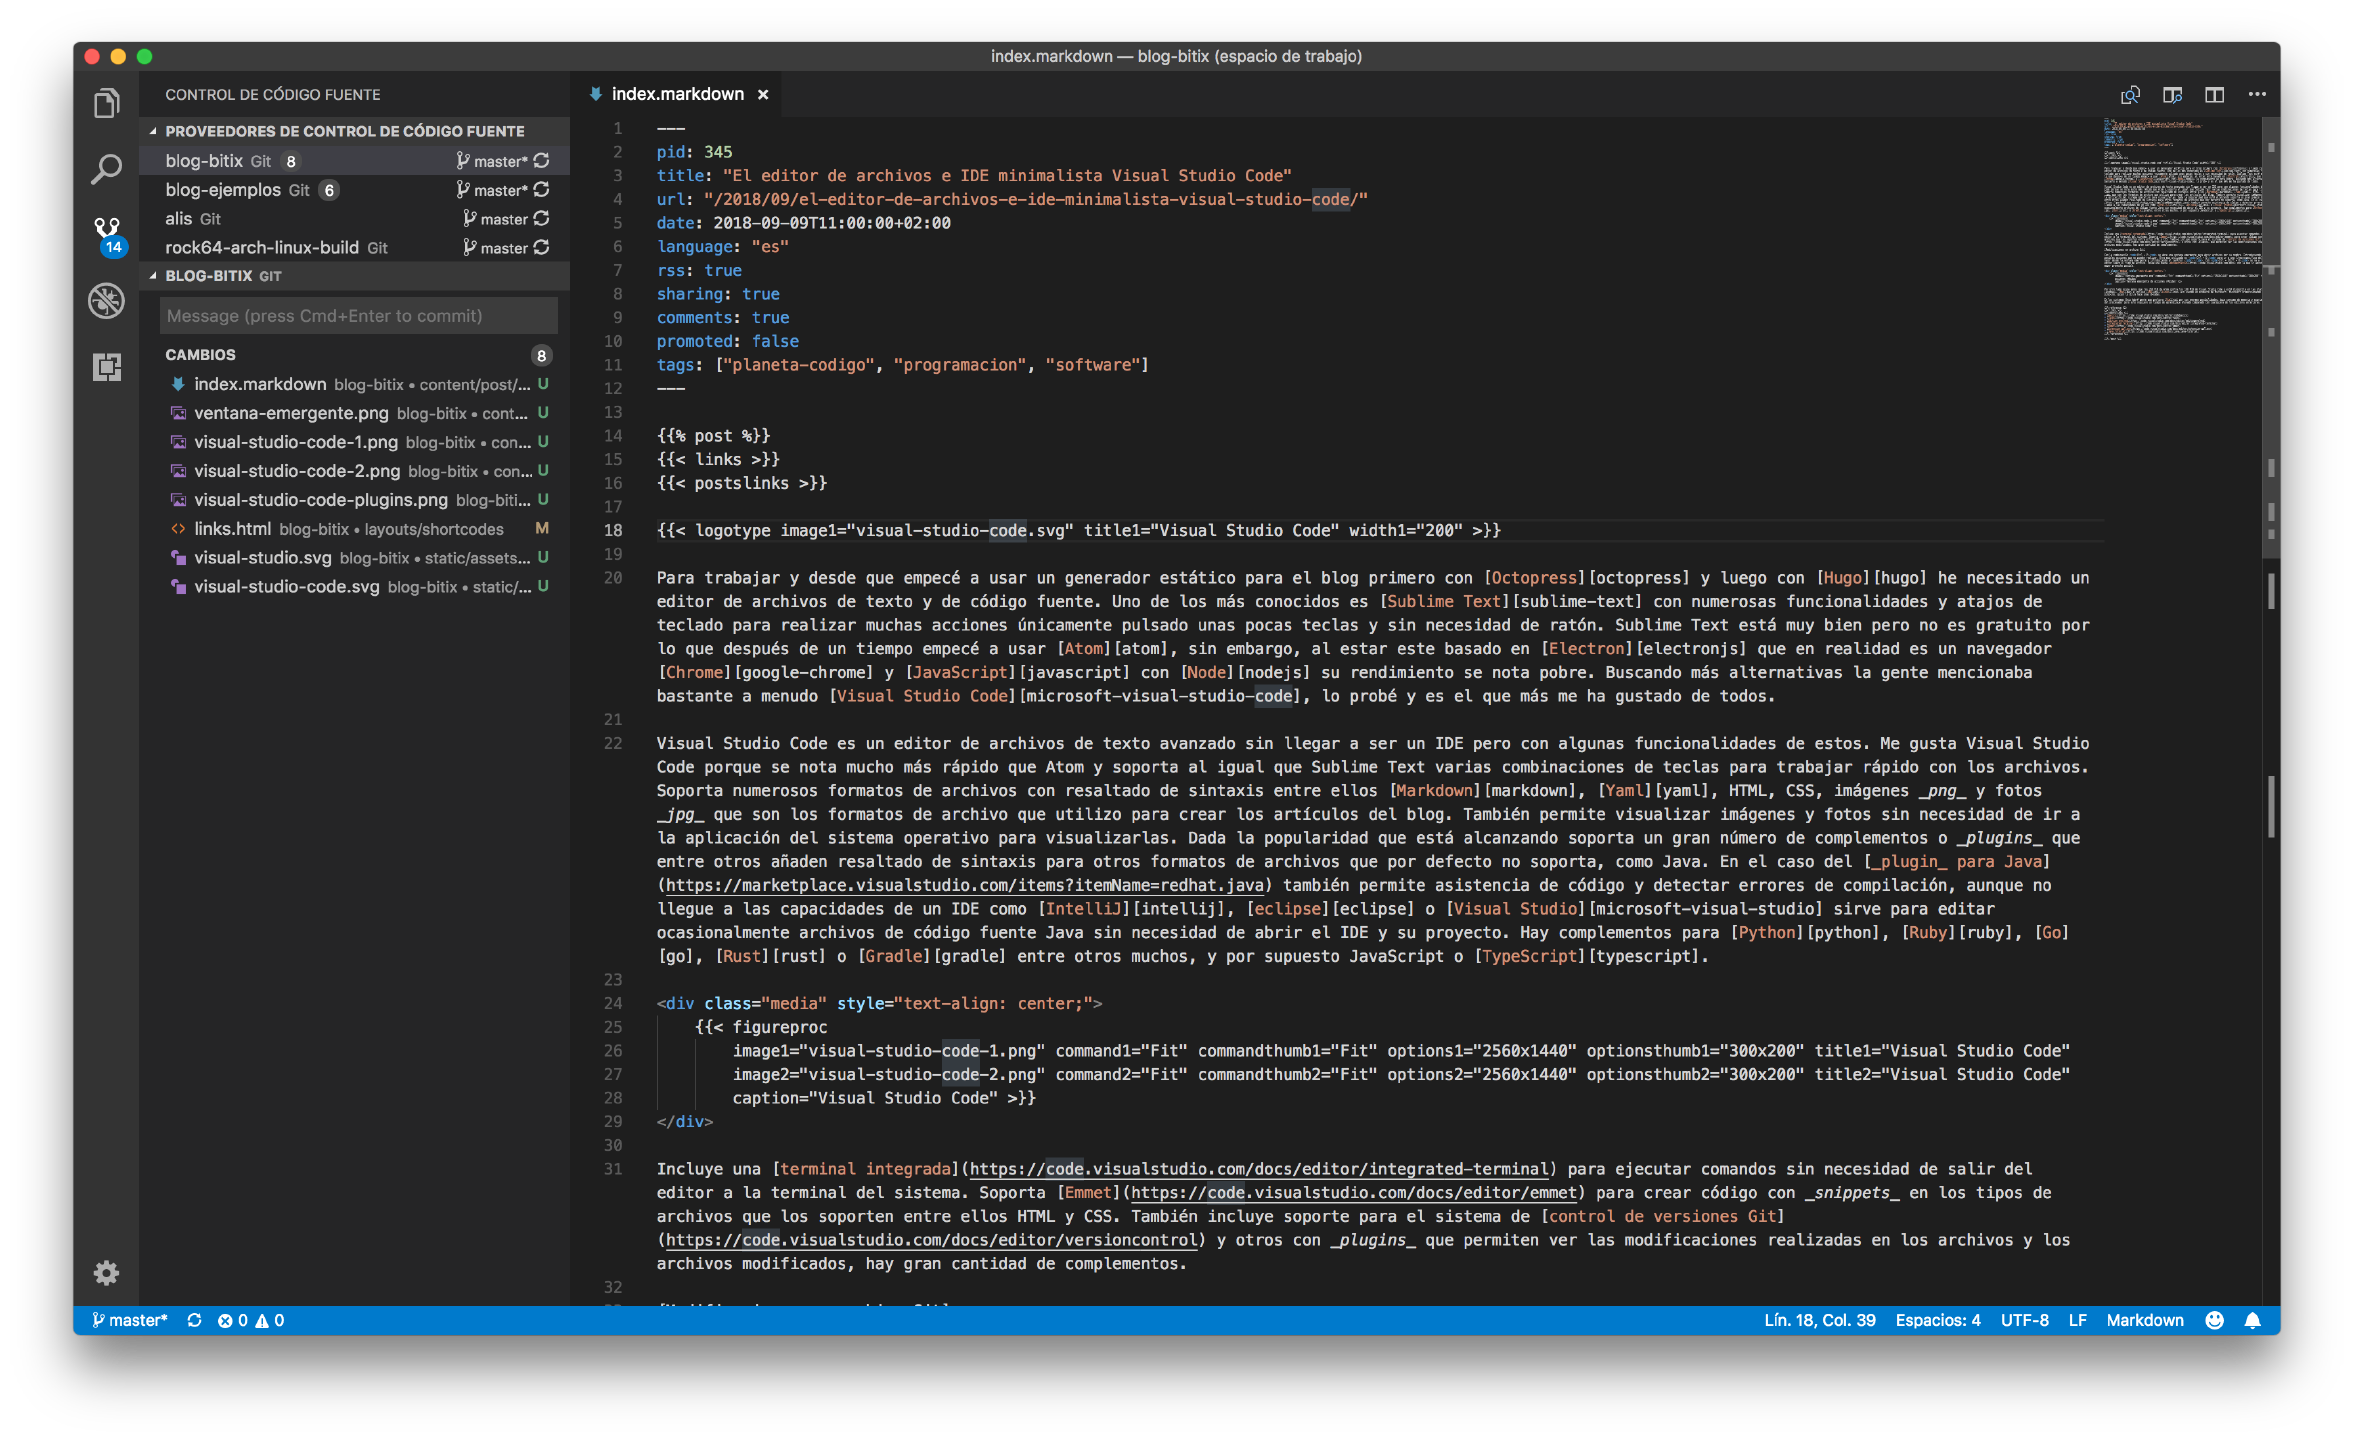 index.markdown — blog-bitix (espacio de trabajo)
CONTROL DE CÓDIGO FUENTE
PROVEEDORES DE CONTROL DE CÓDIGO FUENTE
blog-bitix Git 8 master*
blog-ejemplos Git 6 master*
alis Git master
rock64-arch-linux-build Git master
14
BLOG-BITIX GIT
Message (press Cmd+Enter to commit)
CAMBIOS 8
index.markdown blog-bitix • content/post/... U
ventana-emergente.png blog-bitix • cont... U
visual-studio-code-1.png blog-bitix • con... U
visual-studio-code-2.png blog-bitix • con... U
visual-studio-code-plugins.png blog-biti... U
links.html blog-bitix • layouts/shortcodes M
visual-studio.svg blog-bitix • static/assets... U
visual-studio-code.svg blog-bitix • static/... U
index.markdown ×
1 ---
2 pid: 345
3 title: "El editor de archivos e IDE minimalista Visual Studio Code"
4 url: "/2018/09/el-editor-de-archivos-e-ide-minimalista-visual-studio-code/"
5 date: 2018-09-09T11:00:00+02:00
6 language: "es"
7 rss: true
8 sharing: true
9 comments: true
10 promoted: false
11 tags: ["planeta-codigo", "programacion", "software"]
12 ---
13
14 {{% post %}}
15 {{< links >}}
16 {{< postslinks >}}
17
18 {{< logotype image1="visual-studio-code.svg" title1="Visual Studio Code" width1="200" >}}
19
20 Para trabajar y desde que empecé a usar un generador estático para el blog primero con [Octopress][octopress] y luego con [Hugo][hugo] he necesitado un
editor de archivos de texto y de código fuente. Uno de los más conocidos es [Sublime Text][sublime-text] con numerosas funcionalidades y atajos de
teclado para realizar muchas acciones únicamente pulsado unas pocas teclas y sin necesidad de ratón. Sublime Text está muy bien pero no es gratuito por
lo que después de un tiempo empecé a usar [Atom][atom], sin embargo, al estar este basado en [Electron][electronjs] que en realidad es un navegador
[Chrome][google-chrome] y [JavaScript][javascript] con [Node][nodejs] su rendimiento se nota pobre. Buscando más alternativas la gente mencionaba
bastante a menudo [Visual Studio Code][microsoft-visual-studio-code], lo probé y es el que más me ha gustado de todos.
21
22 Visual Studio Code es un editor de archivos de texto avanzado sin llegar a ser un IDE pero con algunas funcionalidades de estos. Me gusta Visual Studio
Code porque se nota mucho más rápido que Atom y soporta al igual que Sublime Text varias combinaciones de teclas para trabajar rápido con los archivos.
Soporta numerosos formatos de archivos con resaltado de sintaxis entre ellos [Markdown][markdown], [Yaml][yaml], HTML, CSS, imágenes _png_ y fotos
_jpg_ que son los formatos de archivo que utilizo para crear los artículos del blog. También permite visualizar imágenes y fotos sin necesidad de ir a
la aplicación del sistema operativo para visualizarlas. Dada la popularidad que está alcanzando soporta un gran número de complementos o _plugins_ que
entre otros añaden resaltado de sintaxis para otros formatos de archivos que por defecto no soporta, como Java. En el caso del [_plugin_ para Java]
(https://marketplace.visualstudio.com/items?itemName=redhat.java) también permite asistencia de código y detectar errores de compilación, aunque no
llegue a las capacidades de un IDE como [IntelliJ][intellij], [eclipse][eclipse] o [Visual Studio][microsoft-visual-studio] sirve para editar
ocasionalmente archivos de código fuente Java sin necesidad de abrir el IDE y su proyecto. Hay complementos para [Python][python], [Ruby][ruby], [Go]
[go], [Rust][rust] o [Gradle][gradle] entre otros muchos, y por supuesto JavaScript o [TypeScript][typescript].
23
24 <div class="media" style="text-align: center;">
25 {{< figureproc
26 image1="visual-studio-code-1.png" command1="Fit" commandthumb1="Fit" options1="2560x1440" optionsthumb1="300x200" title1="Visual Studio Code"
27 image2="visual-studio-code-2.png" command2="Fit" commandthumb2="Fit" options2="2560x1440" optionsthumb2="300x200" title2="Visual Studio Code"
28 caption="Visual Studio Code" >}}
29 </div>
30
31 Incluye una [terminal integrada](https://code.visualstudio.com/docs/editor/integrated-terminal) para ejecutar comandos sin necesidad de salir del
editor a la terminal del sistema. Soporta [Emmet](https://code.visualstudio.com/docs/editor/emmet) para crear código con _snippets_ en los tipos de
archivos que los soporten entre ellos HTML y CSS. También incluye soporte para el sistema de [control de versiones Git]
(https://code.visualstudio.com/docs/editor/versioncontrol) y otros con _plugins_ que permiten ver las modificaciones realizadas en los archivos y los
archivos modificados, hay gran cantidad de complementos.
32
master* 0 0
Lín. 18, Col. 39 Espacios: 4 UTF-8 LF Markdown